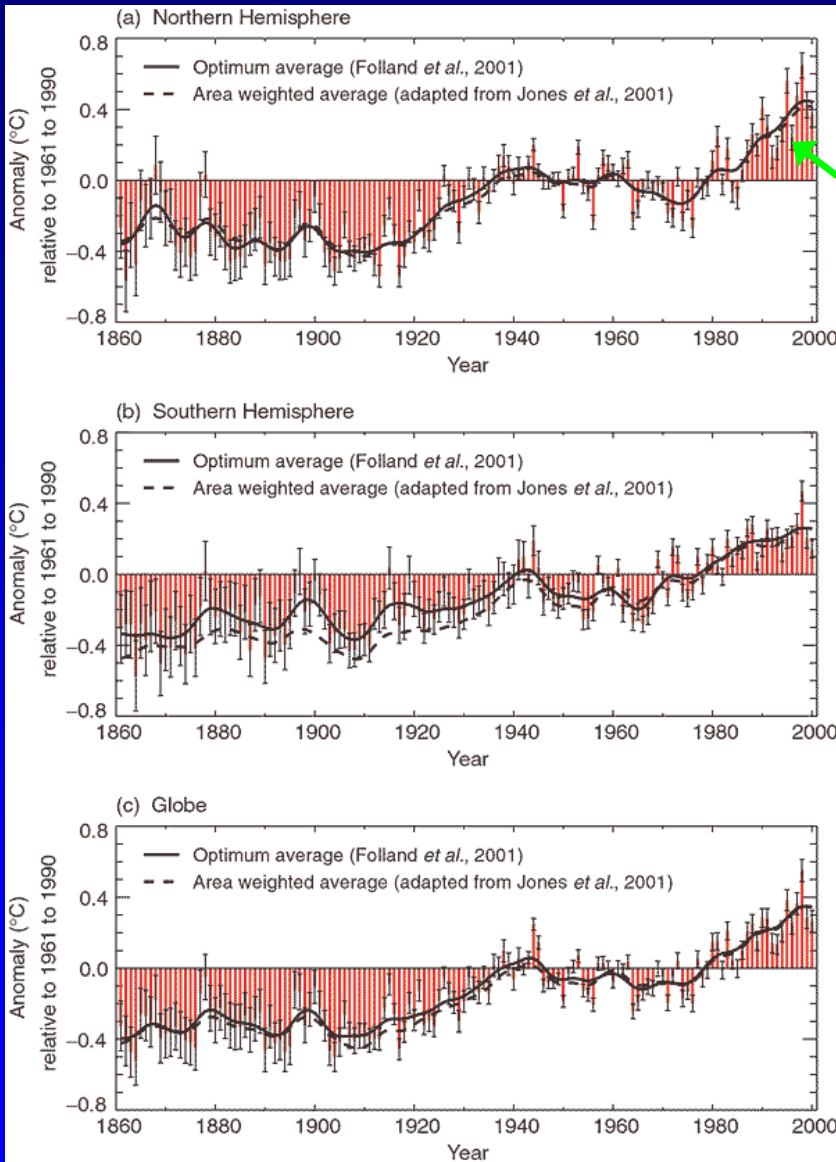 (a) Northern Hemisphere
0.8
Optimum average (Folland et al., 2001)
Area weighted average (adapted from Jones et al., 2001)
0.4
0.0
−0.4
−0.8
Anomaly (°C)
relative to 1961 to 1990
1860 1880 1900 1920 1940 1960 1980 2000
Year
(b) Southern Hemisphere
0.8
Optimum average (Folland et al., 2001)
Area weighted average (adapted from Jones et al., 2001)
0.4
0.0
−0.4
−0.8
Anomaly (°C)
relative to 1961 to 1990
1860 1880 1900 1920 1940 1960 1980 2000
Year
(c) Globe
0.8
Optimum average (Folland et al., 2001)
Area weighted average (adapted from Jones et al., 2001)
0.4
0.0
−0.4
−0.8
Anomaly (°C)
relative to 1961 to 1990
1860 1880 1900 1920 1940 1960 1980 2000
Year